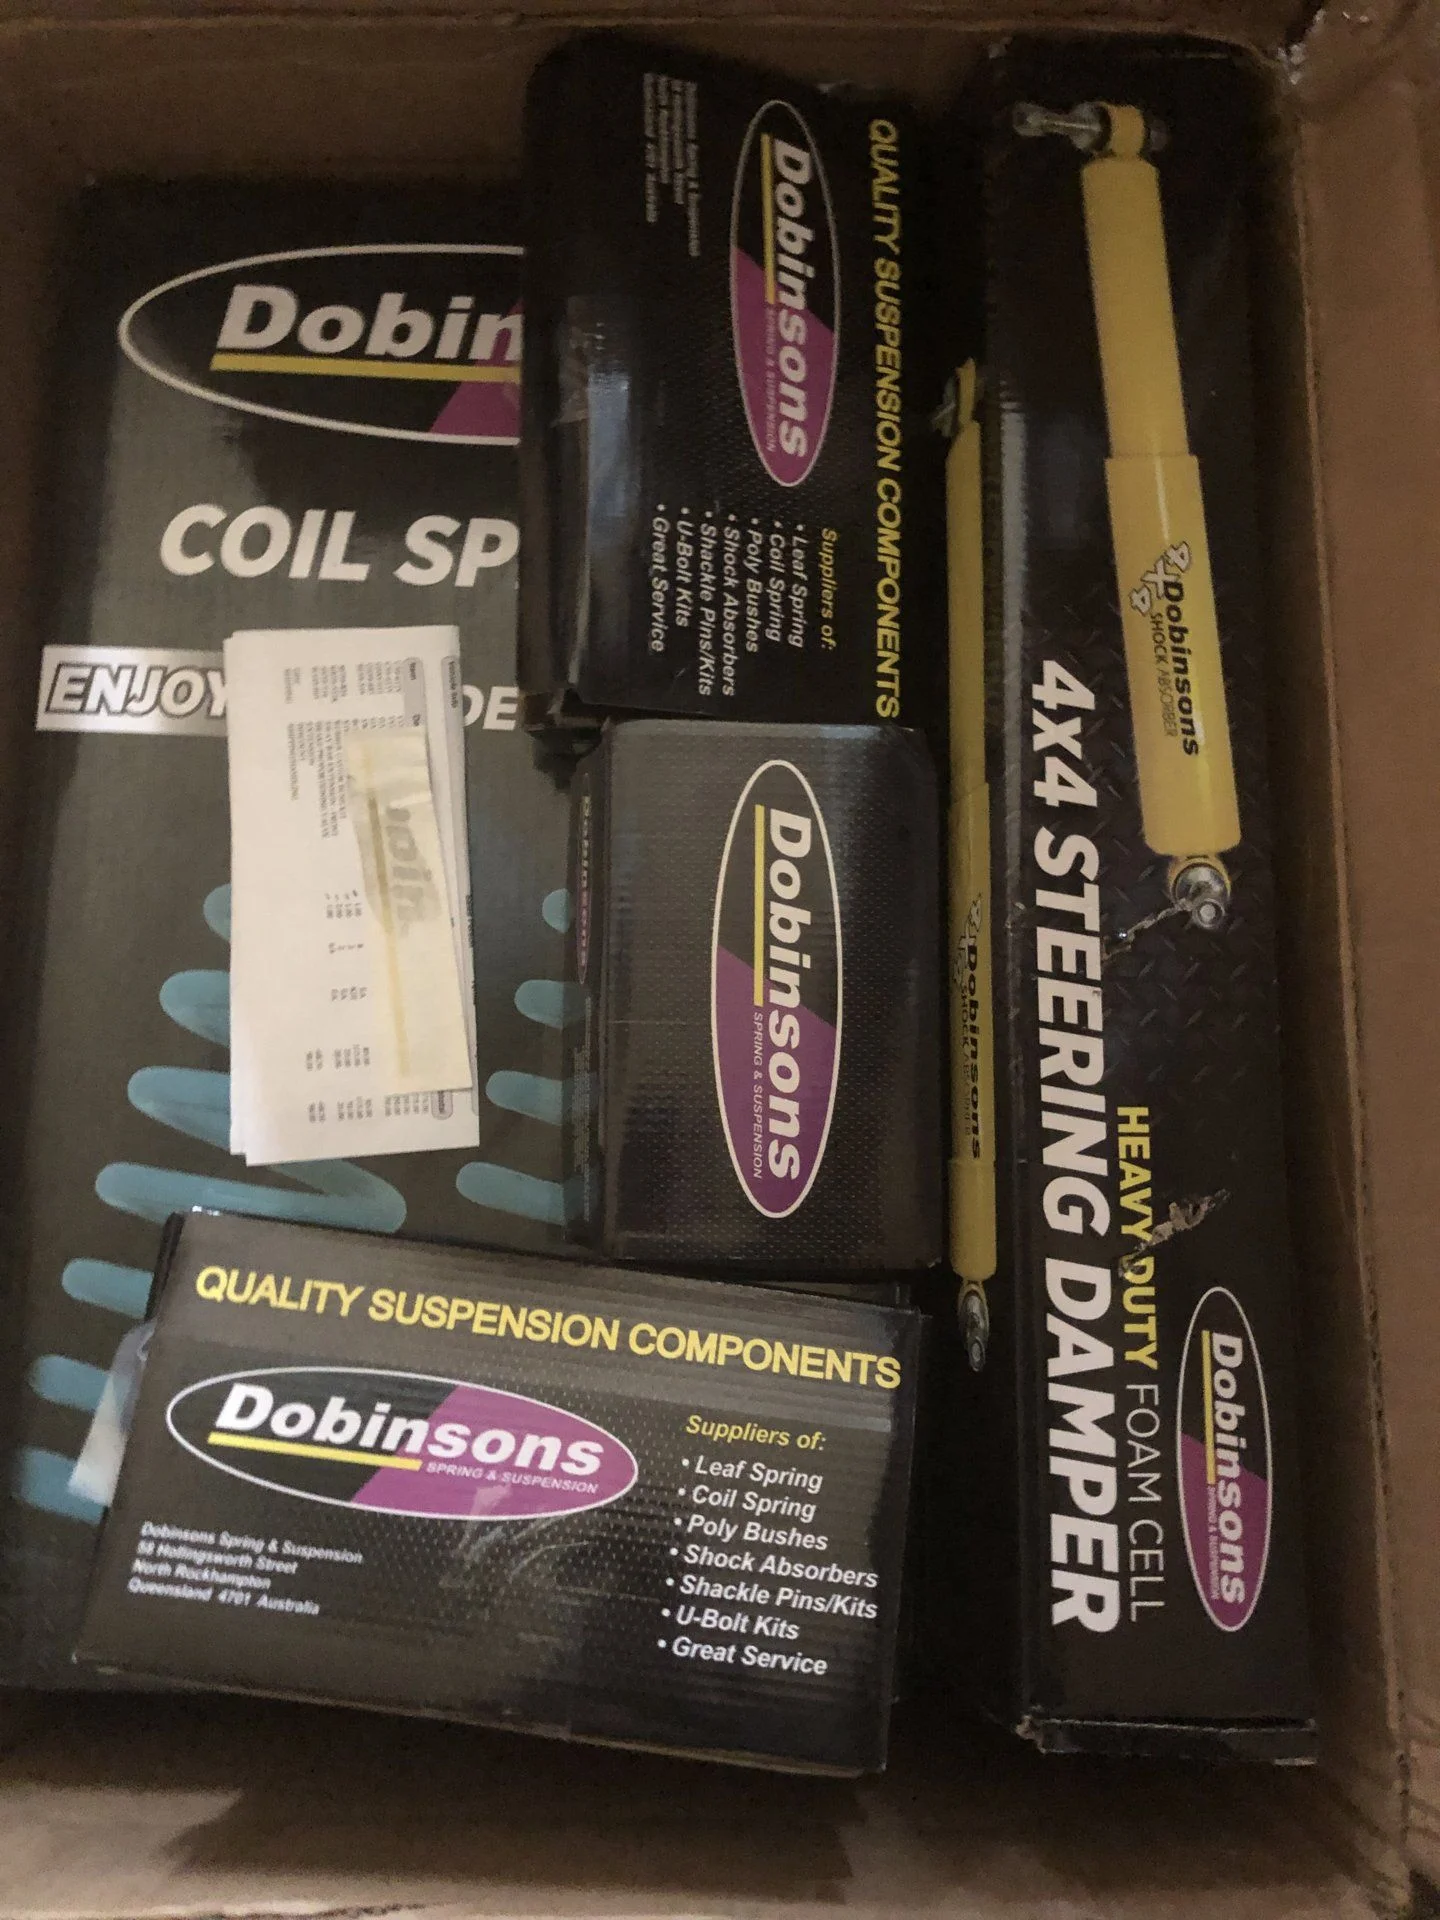 Dobin
COIL SP
ENJOY
DE
QUALITY SUSPENSION COMPONENTS
Dobinsons
SPRING & SUSPENSION
Suppliers of:
• Leaf Spring
• Coil Spring
• Poly Bushes
• Shock Absorbers
• Shackle Pins/Kits
• U-Bolt Kits
• Great Service
Dobinsons
SPRING & SUSPENSION
Dobinsons
SHOCK ABSORBER
Dobinsons
SHOCK ABSORBER
4x4 STEERING DAMPER
HEAVY DUTY FOAM CELL
Dobinsons
SPRING & SUSPENSION
QUALITY SUSPENSION COMPONENTS
Dobinsons
SPRING & SUSPENSION
Suppliers of:
• Leaf Spring
• Coil Spring
• Poly Bushes
• Shock Absorbers
• Shackle Pins/Kits
• U-Bolt Kits
• Great Service
Dobinsons Spring & Suspension
58 Hollingsworth Street
North Rockhampton
Queensland 4701 Australia